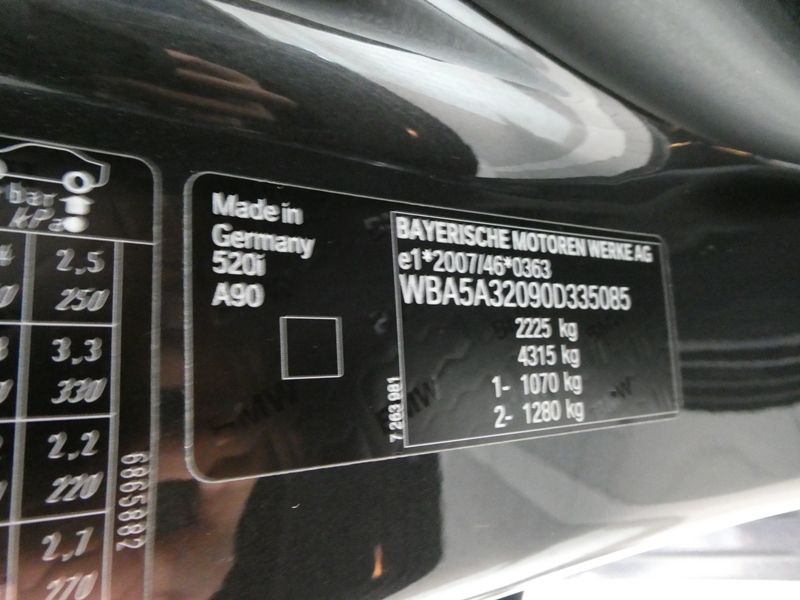 bar
kPa
2,5
250
3,3
330
2,2
220
2,7
270
6865882
Made in
Germany
520i
A90
BAYERISCHE MOTOREN WERKE AG
e1*2007/46*0363
WBA5A32090D335085
2225 kg
4315 kg
1- 1070 kg
2- 1280 kg
7 263 981